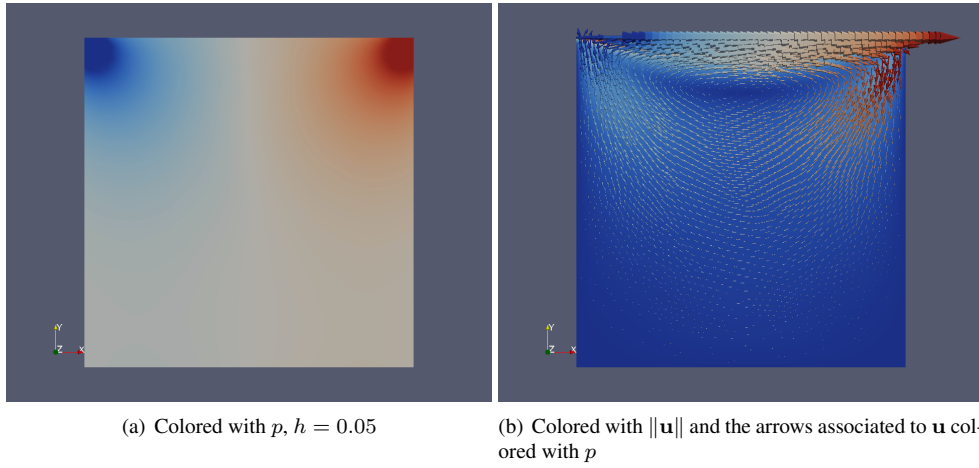 Y
Z X
Y
Z X
(a) Colored with p, h = 0.05
(b) Colored with ‖u‖ and the arrows associated to u col-
ored with p